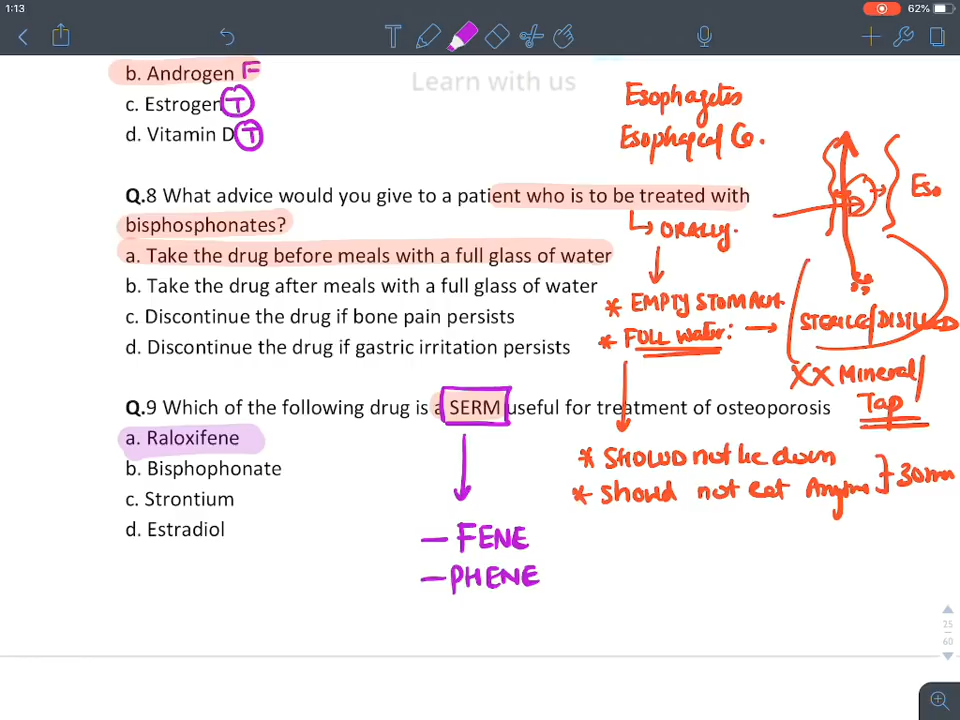 1:13
62%
Learn with us
b. Androgen F
c. Estrogen T
d. Vitamin D T
Esophagetis
Esophageal Ca.
Eso
Q.8 What advice would you give to a patient who is to be treated with
bisphosphonates?
a. Take the drug before meals with a full glass of water
b. Take the drug after meals with a full glass of water
c. Discontinue the drug if bone pain persists
d. Discontinue the drug if gastric irritation persists
ORALLY.
* EMPTY STOMACH.
* FULL water:
STERILE/DISTILLED
XX Mineral/
Tap
Q.9 Which of the following drug is a SERM useful for treatment of osteoporosis
a. Raloxifene
b. Bisphophonate
c. Strontium
d. Estradiol
* SHOULD not lie down
* Should not eat
30min
– FENE
– PHENE
25
60